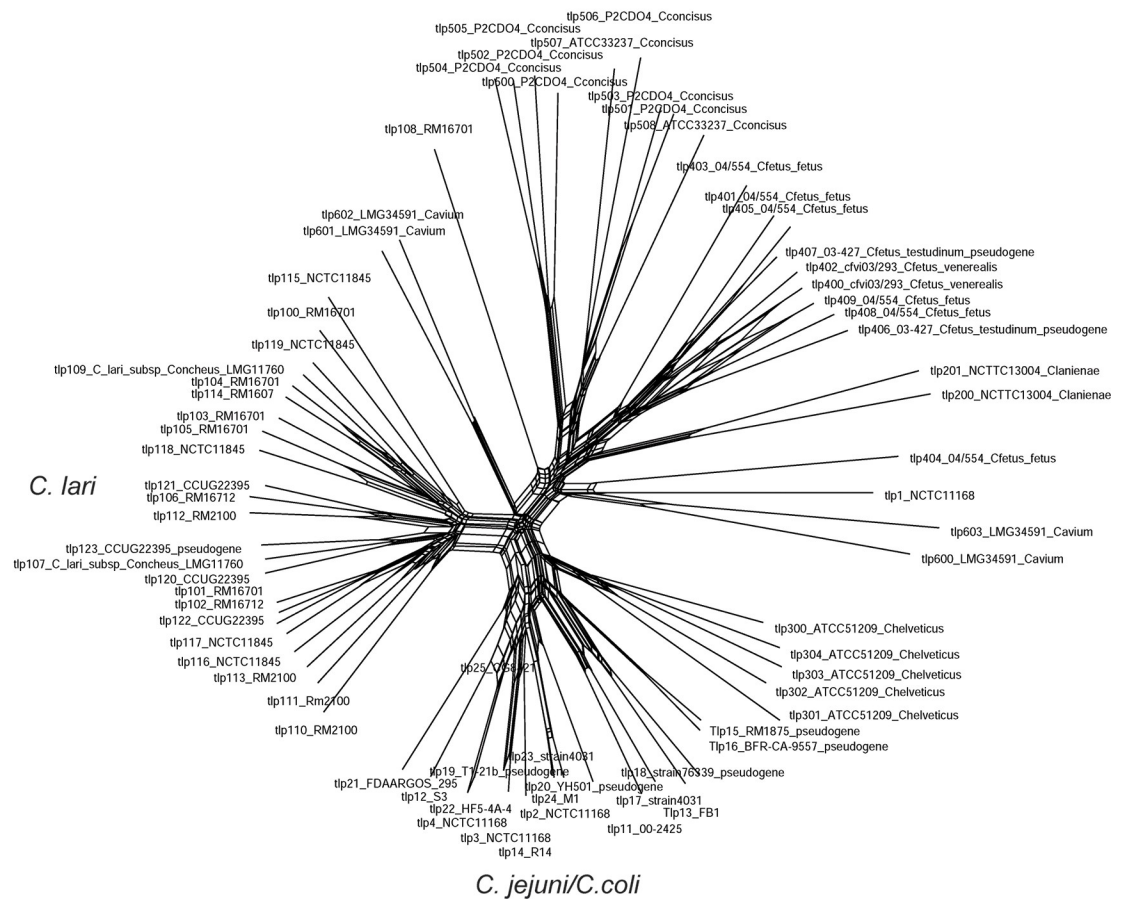 tlp506_P2CDO4_Cconcisus
tlp505_P2CDO4_Cconcisus
tlp507_ATCC33237_Cconcisus
tlp502_P2CDO4_Cconcisus
tlp504_P2CDO4_Cconcisus
tlp500_P2CDO4_Cconcisus
tlp503_P2CDO4_Cconcisus
tlp501_P2CDO4_Cconcisus
tlp508_ATCC33237_Cconcisus
tlp108_RM16701
tlp403_04/554_Cfetus_fetus
tlp401_04/554_Cfetus_fetus
tlp405_04/554_Cfetus_fetus
tlp602_LMG34591_Cavium
tlp601_LMG34591_Cavium
tlp407_03-427_Cfetus_testudinum_pseudogene
tlp402_cfvi03/293_Cfetus_venerealis
tlp115_NCTC11845
tlp400_cfvi03/293_Cfetus_venerealis
tlp409_04/554_Cfetus_fetus
tlp100_RM16701
tlp408_04/554_Cfetus_fetus
tlp406_03-427_Cfetus_testudinum_pseudogene
tlp119_NCTC11845
tlp109_C_lari_subsp_Concheus_LMG11760
tlp201_NCTTC13004_Clanienae
tlp104_RM16701
tlp114_RM1607
tlp200_NCTTC13004_Clanienae
tlp103_RM16701
tlp105_RM16701
tlp118_NCTC11845
tlp404_04/554_Cfetus_fetus
C. lari
tlp121_CCUG22395
tlp106_RM16712
tlp1_NCTC11168
tlp112_RM2100
tlp603_LMG34591_Cavium
tlp123_CCUG22395_pseudogene
tlp600_LMG34591_Cavium
tlp107_C_lari_subsp_Concheus_LMG11760
tlp120_CCUG22395
tlp101_RM16701
tlp102_RM16712
tlp122_CCUG22395
tlp300_ATCC51209_Chelveticus
tlp117_NCTC11845
tlp304_ATCC51209_Chelveticus
tlp116_NCTC11845
tlp303_ATCC51209_Chelveticus
tlp113_RM2100
tlp302_ATCC51209_Chelveticus
tlp111_Rm2100
tlp301_ATCC51209_Chelveticus
tlp110_RM2100
Tlp15_RM1875_pseudogene
Tlp16_BFR-CA-9557_pseudogene
tlp23_strain4031
tlp19_T1-21b_pseudogene
tlp18_strain76339_pseudogene
tlp21_FDAARGOS_295
tlp20_YH501_pseudogene
tlp12_S3
tlp24_M1
tlp17_strain4031
tlp22_HF5-4A-4
tlp2_NCTC11168
Tlp13_FB1
tlp4_NCTC11168
tlp11_00-2425
tlp3_NCTC11168
tlp14_R14
C. jejuni/C.coli